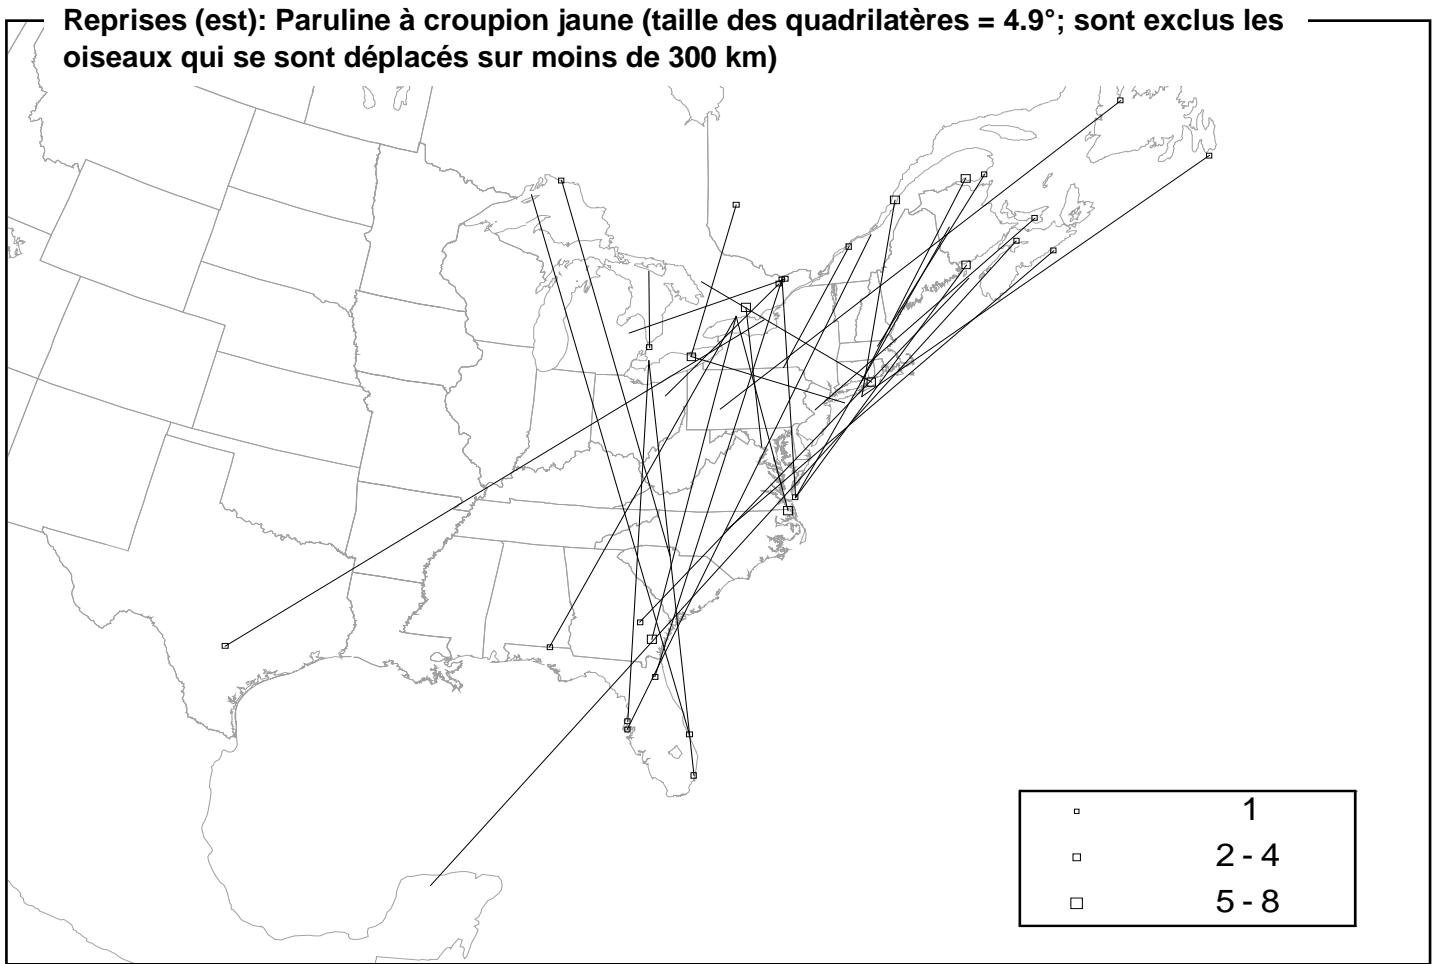 Reprises (est): Paruline à croupion jaune (taille des quadrilatères = 4.9°; sont exclus les
oiseaux qui se sont déplacés sur moins de 300 km)
1
2 - 4
5 - 8